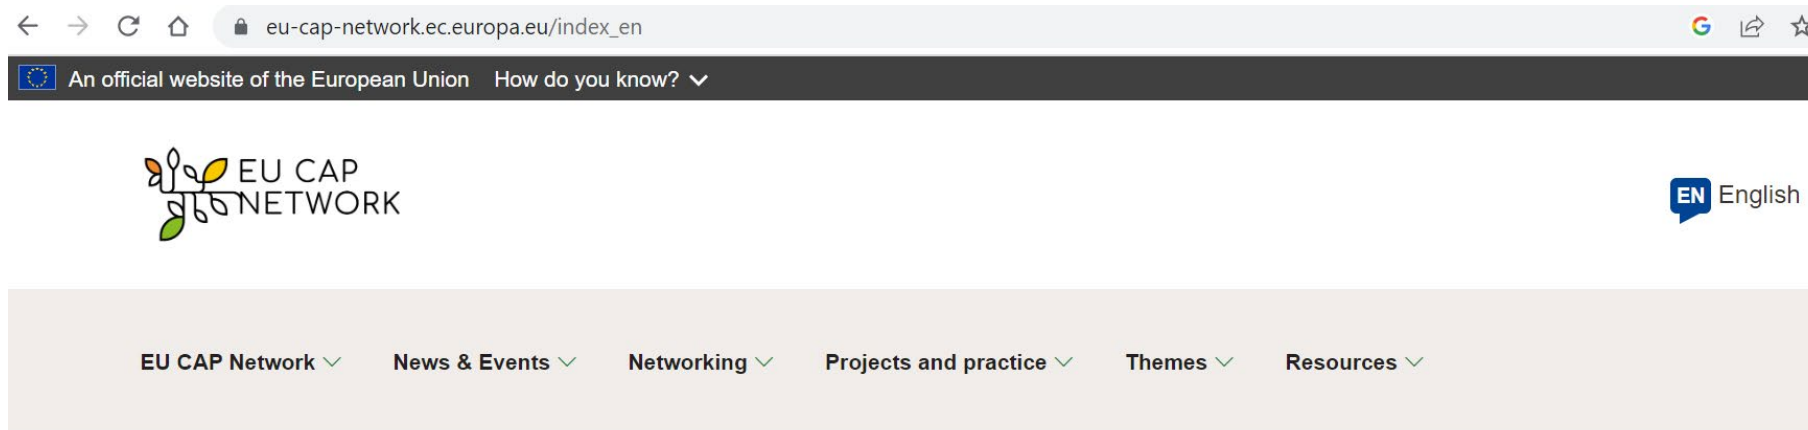 eu-cap-network.ec.europa.eu/index_en
An official website of the European Union How do you know?
EU CAP
NETWORK
EN English
EU CAP Network News & Events Networking Projects and practice Themes Resources